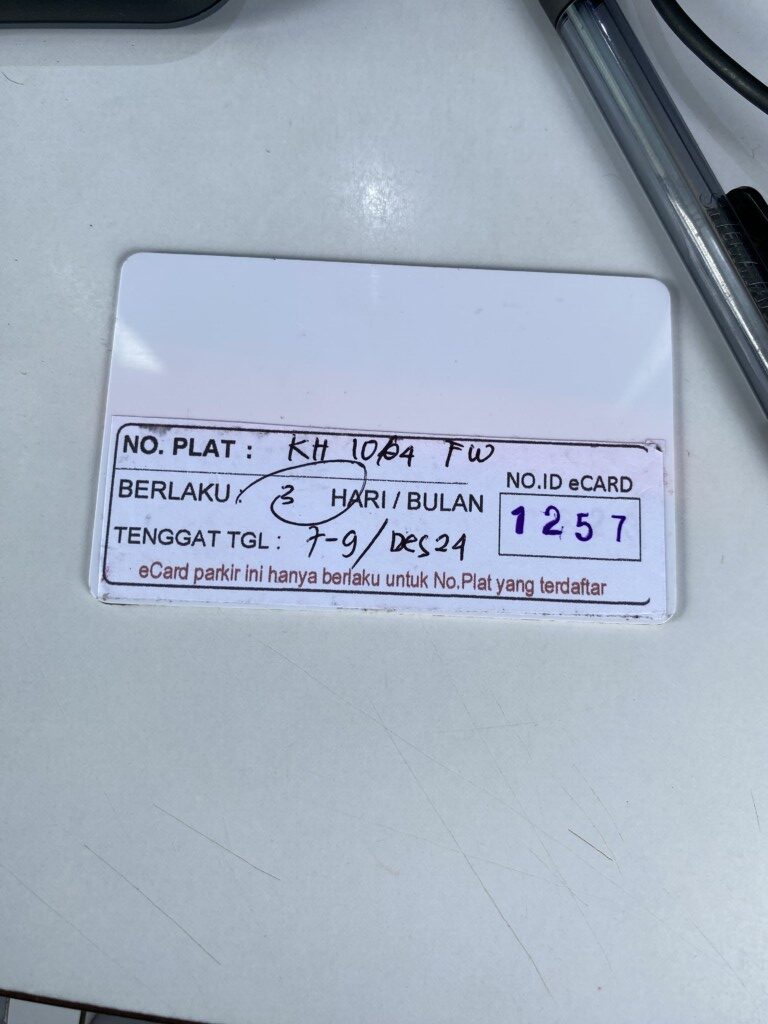 NO. PLAT : KH 1064 FW
BERLAKU : 3 HARI / BULAN
TENGGAT TGL : 7-9/Des24
NO.ID eCARD
1257
eCard parkir ini hanya berlaku untuk No.Plat yang terdaftar